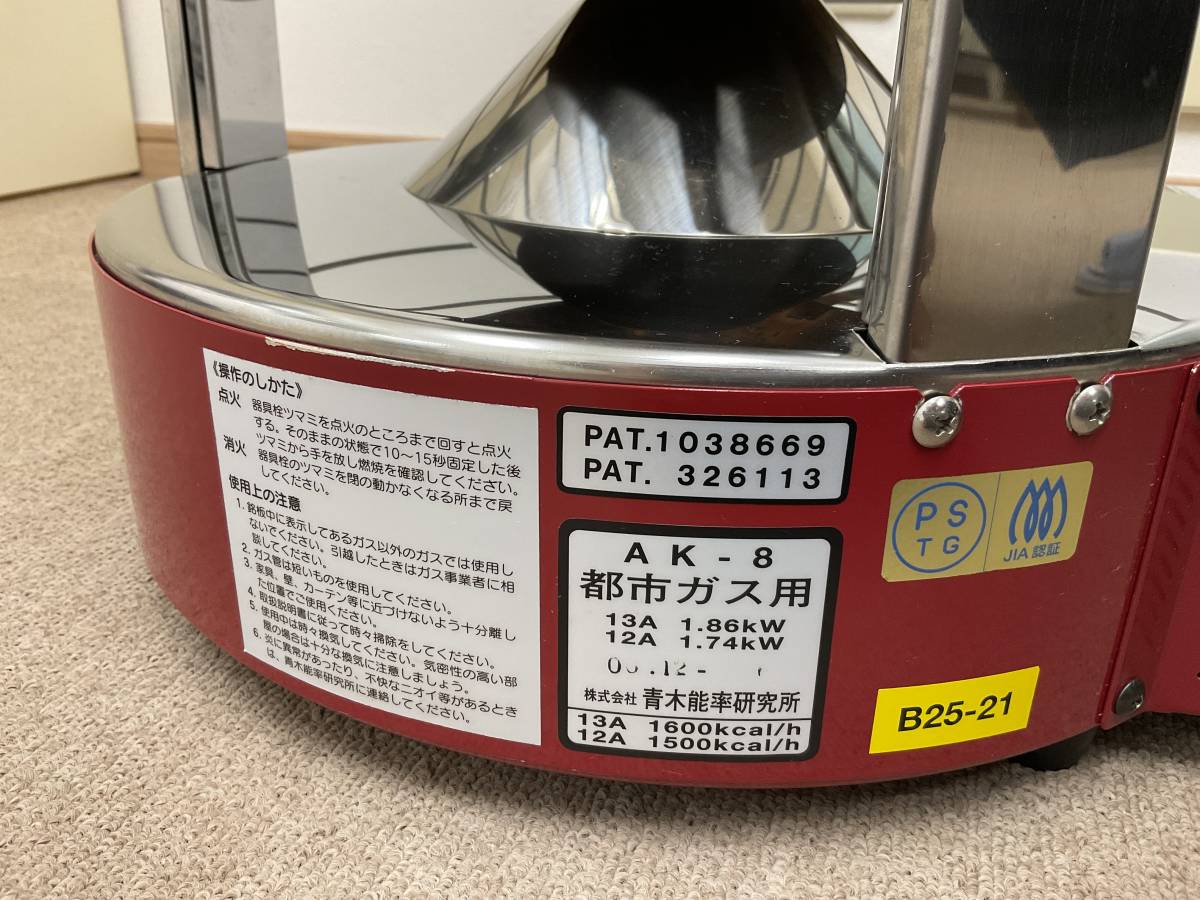 《操作のしかた》
点火 器具栓ツマミを点火のところまで回すと点火
する。そのままの状態で10〜15秒固定した後
ツマミから手を放し燃焼を確認してください。
消火 器具栓のツマミを閉の動かなくなる所まで戻
してください。
使用上の注意
1. 銘板中に表示してあるガス以外のガスでは使用し
ないでください。引越したときはガス事業者に相
談してください。
2. ガス管は短いものを使用してください。
3. 家具、壁、カーテン等に近づけないよう十分離し
た位置でご使用ください。
4. 取扱説明書に従って時々掃除をしてください。
5. 使用中は時々換気してください。気密性の高い部
屋の場合は十分な換気に注意しましょう。
6. 炎に異常があったり、不快なニオイ等があるとき
は、青木能率研究所に連絡してください。
PAT.1038669
PAT. 326113
AK-8
都市ガス用
13A 1.86kW
12A 1.74kW
株式会社 青木能率研究所
13A 1600kcal/h
12A 1500kcal/h
PS
TG
JIA認証
B25-21